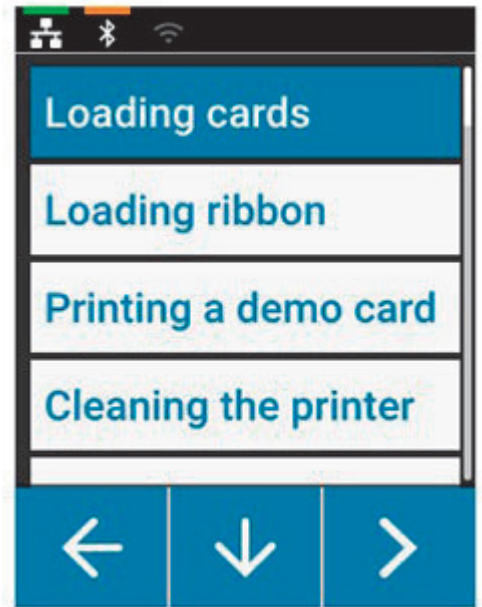 Loading cards
Loading ribbon
Printing a demo card
Cleaning the printer